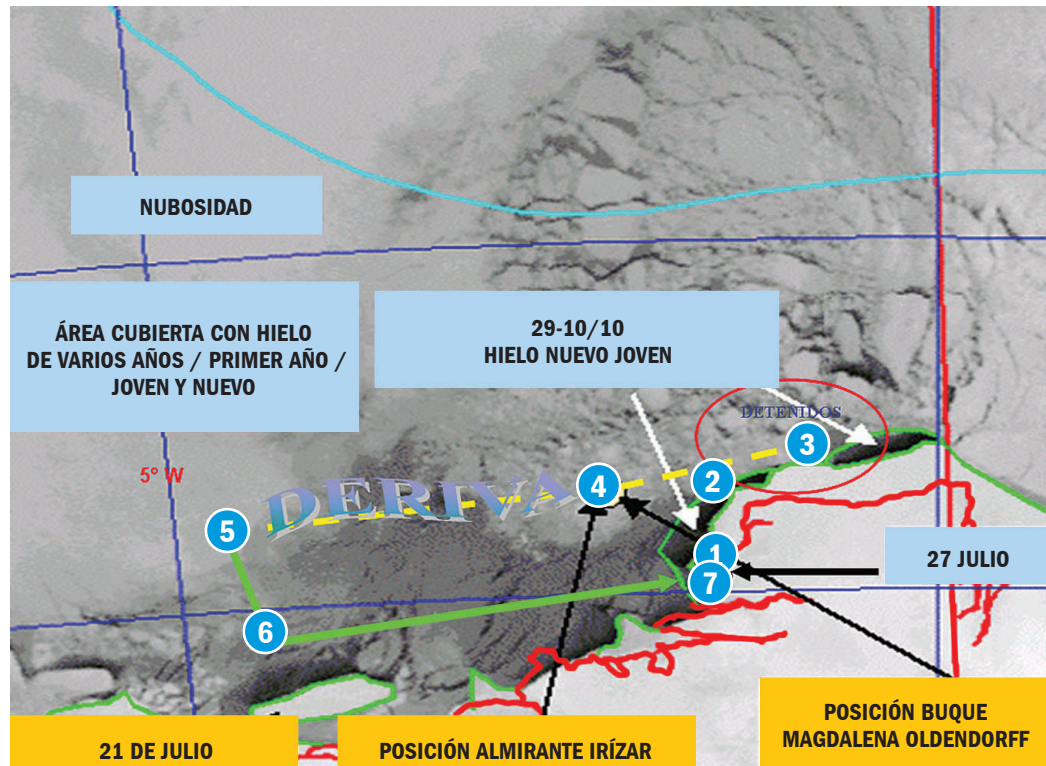 NUBOSIDAD
ÁREA CUBIERTA CON HIELO
DE VARIOS AÑOS / PRIMER AÑO /
JOVEN Y NUEVO
29-10/10
HIELO NUEVO JOVEN
DETENIDOS
3
5° W
DERIVA
4
2
5
1
27 JULIO
7
6
21 DE JULIO
POSICIÓN ALMIRANTE IRÍZAR
POSICIÓN BUQUE
MAGDALENA OLDENDORFF